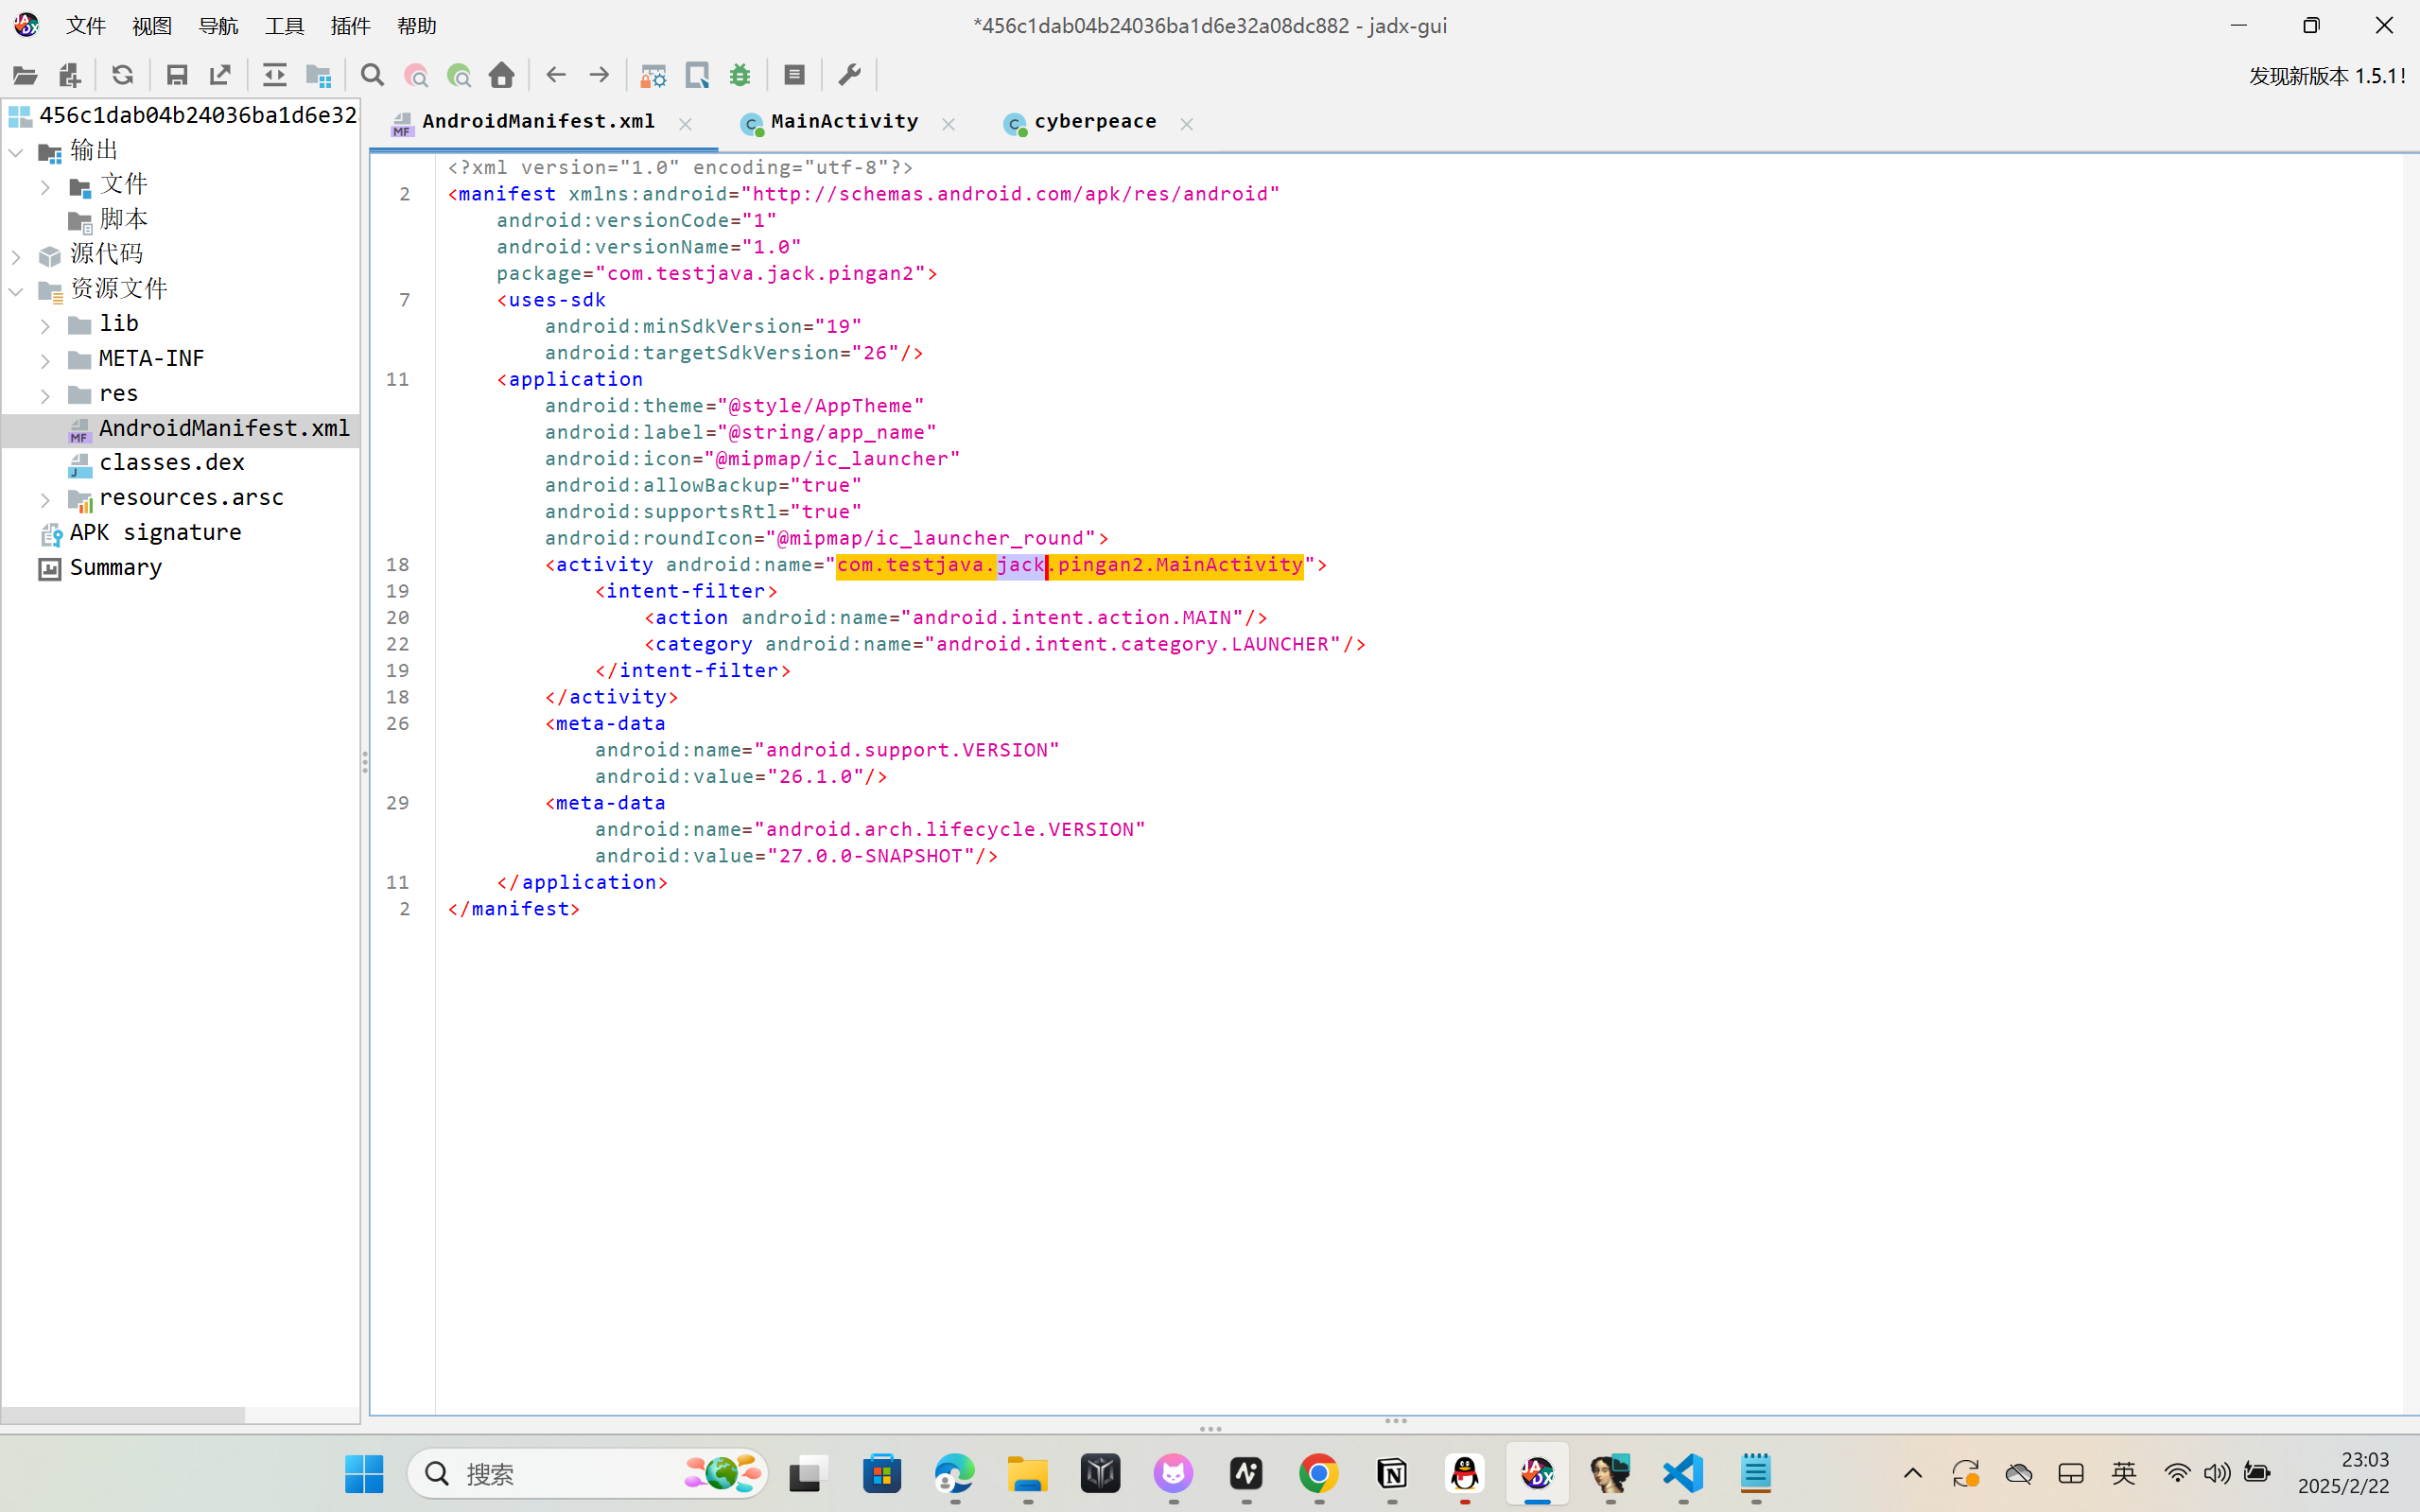 文件 视图 导航 工具 插件 帮助
*456c1dab04b24036ba1d6e32a08dc882 - jadx-gui
发现新版本 1.5.1!
456c1dab04b24036ba1d6e32
输出
文件
脚本
源代码
资源文件
lib
META-INF
res
AndroidManifest.xml
classes.dex
resources.arsc
APK signature
Summary
AndroidManifest.xml
MainActivity
cyberpeace
<?xml version="1.0" encoding="utf-8"?>
2 <manifest xmlns:android="http://schemas.android.com/apk/res/android"
android:versionCode="1"
android:versionName="1.0"
package="com.testjava.jack.pingan2">
7 <uses-sdk
android:minSdkVersion="19"
android:targetSdkVersion="26"/>
11 <application
android:theme="@style/AppTheme"
android:label="@string/app_name"
android:icon="@mipmap/ic_launcher"
android:allowBackup="true"
android:supportsRtl="true"
android:roundIcon="@mipmap/ic_launcher_round">
18 <activity android:name="com.testjava.jack.pingan2.MainActivity">
19 <intent-filter>
20 <action android:name="android.intent.action.MAIN"/>
22 <category android:name="android.intent.category.LAUNCHER"/>
19 </intent-filter>
18 </activity>
26 <meta-data
android:name="android.support.VERSION"
android:value="26.1.0"/>
29 <meta-data
android:name="android.arch.lifecycle.VERSION"
android:value="27.0.0-SNAPSHOT"/>
11 </application>
2 </manifest>
搜索
英
23:03
2025/2/22